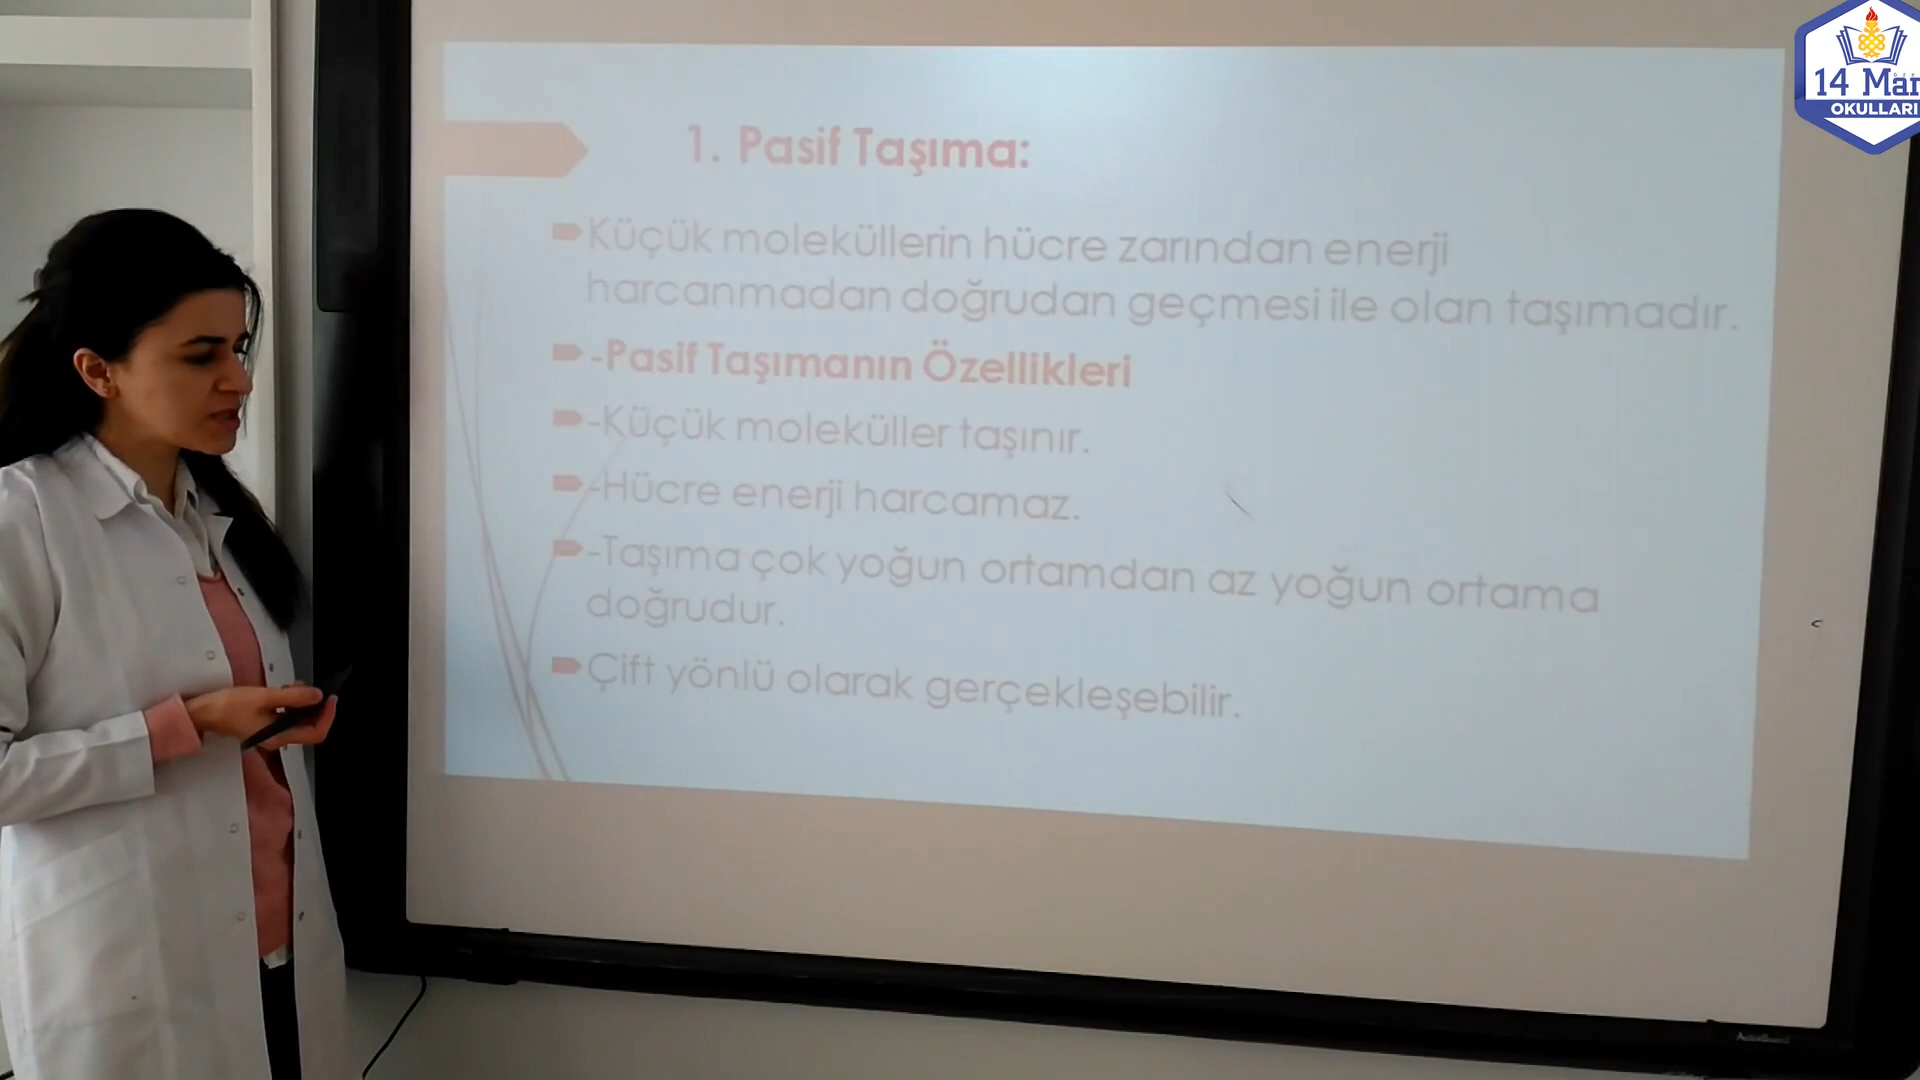 14 Mar
OKULLARI
1. Pasif Taşıma:
Küçük moleküllerin hücre zarından enerji
harcanmadan doğrudan geçmesi ile olan taşımadır.
-Pasif Taşımanın Özellikleri
-Küçük moleküller taşınır.
-Hücre enerji harcamaz.
-Taşıma çok yoğun ortamdan az yoğun ortama
doğrudur.
Çift yönlü olarak gerçekleşebilir.